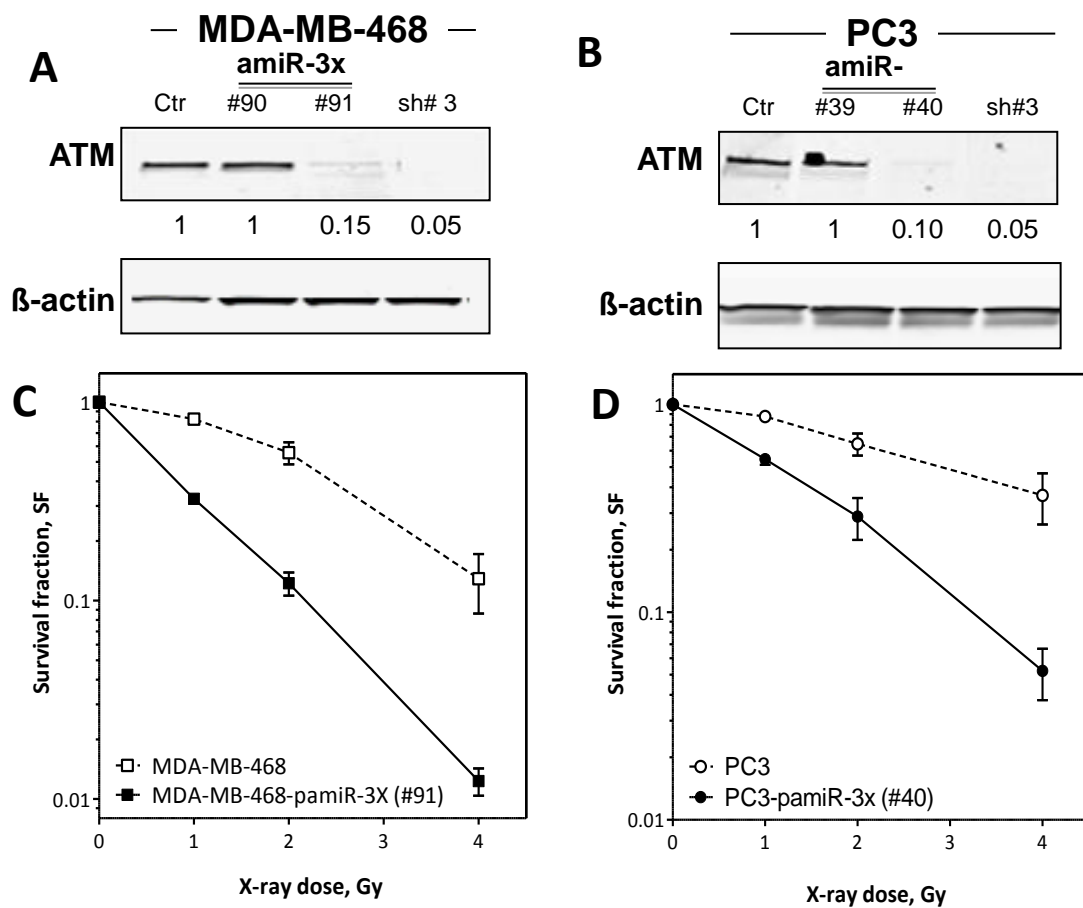 MDA-MB-468
A
amiR-3x
Ctr #90 #91 sh# 3
ATM
1 1 0.15 0.05
ß-actin
PC3
B
amiR-
Ctr #39 #40 sh#3
ATM
1 1 0.10 0.05
ß-actin
C
1
0.1
0.01
Survival fraction, SF
MDA-MB-468
MDA-MB-468-pamiR-3X (#91)
0 1 2 3 4
X-ray dose, Gy
D
1
0.1
0.01
Survival fraction, SF
PC3
PC3-pamiR-3x (#40)
0 1 2 3 4
X-ray dose, Gy